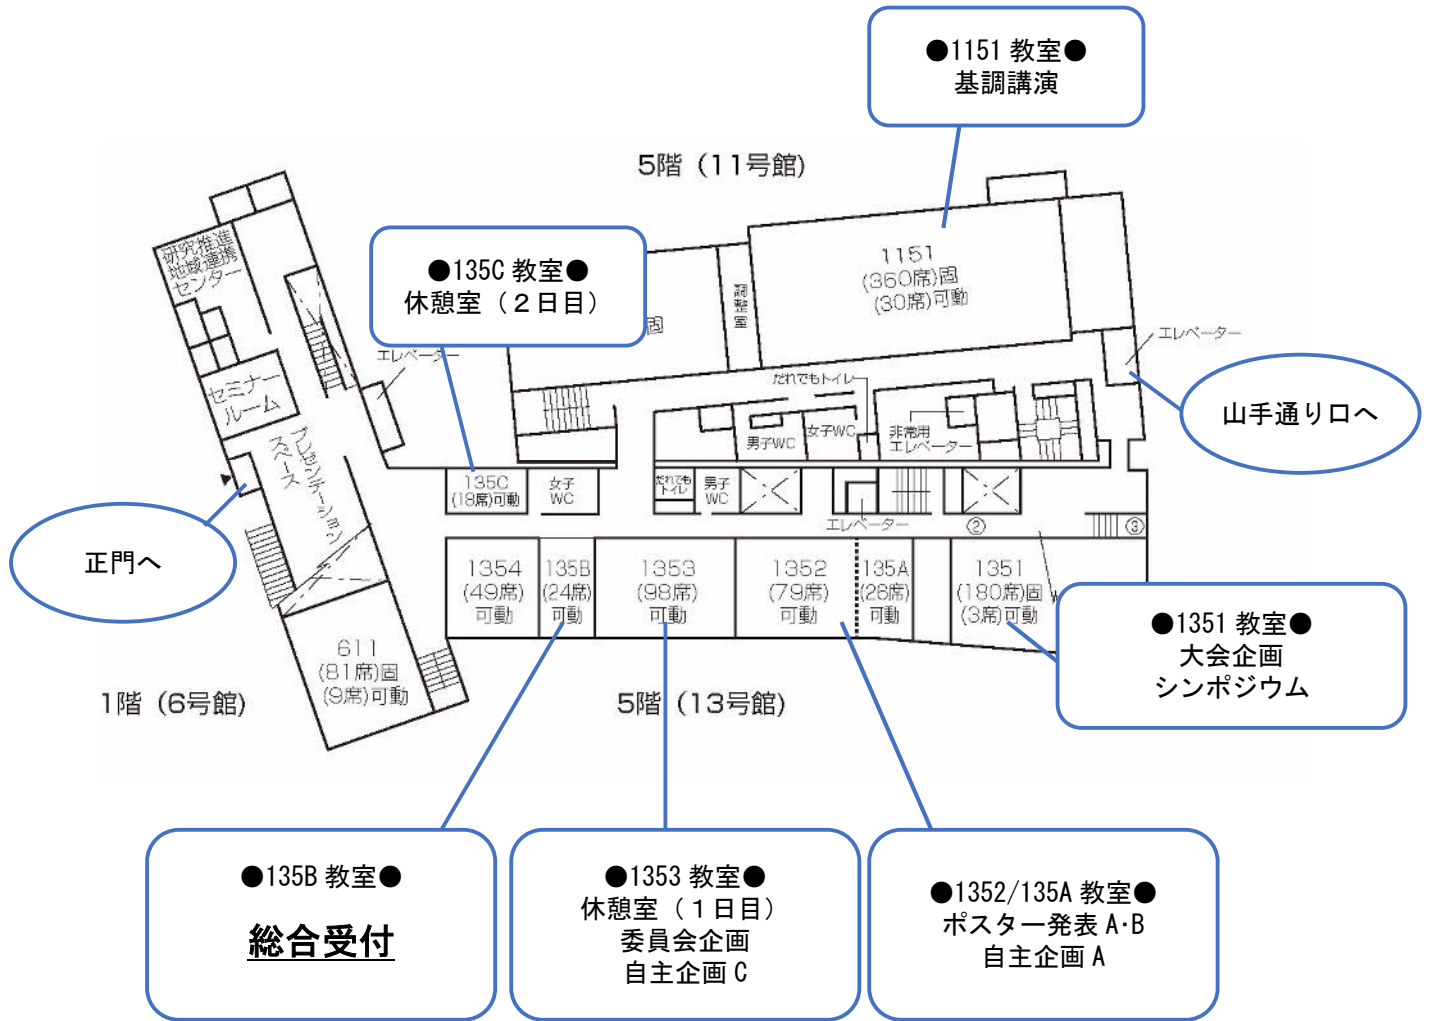 ●1151 教室●
基調講演
5階 (11号館)
研究推進
地域連携
センター
●135C 教室●
休憩室（２日目）
固
調整室
1151
(360席)固
(30席)可動
エレベーター
エレベーター
だれでもトイレ
セミナー
ルーム
山手通り口へ
男子WC
女子WC
非常用
エレベーター
プレゼンテーション
スペース
135C
(18席)可動
女子
WC
だれでも
トイレ
男子
WC
エレベーター
②
③
正門へ
1354
(49席)
可動
135B
(24席)
可動
1353
(98席)
可動
1352
(79席)
可動
135A
(26席)
可動
1351
(180席)固
(3席)可動
●1351 教室●
大会企画
シンポジウム
611
(81席)固
(9席)可動
1階 (6号館)
5階 (13号館)
●135B 教室●
総合受付
●1353 教室●
休憩室（１日目）
委員会企画
自主企画 C
●1352/135A 教室●
ポスター発表 A・B
自主企画 A